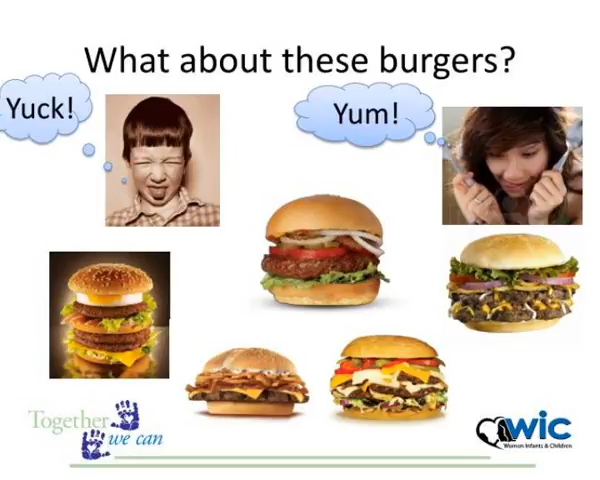 What about these burgers?
Yuck!
Yum!
Together
we can
wic
Women Infants & Children